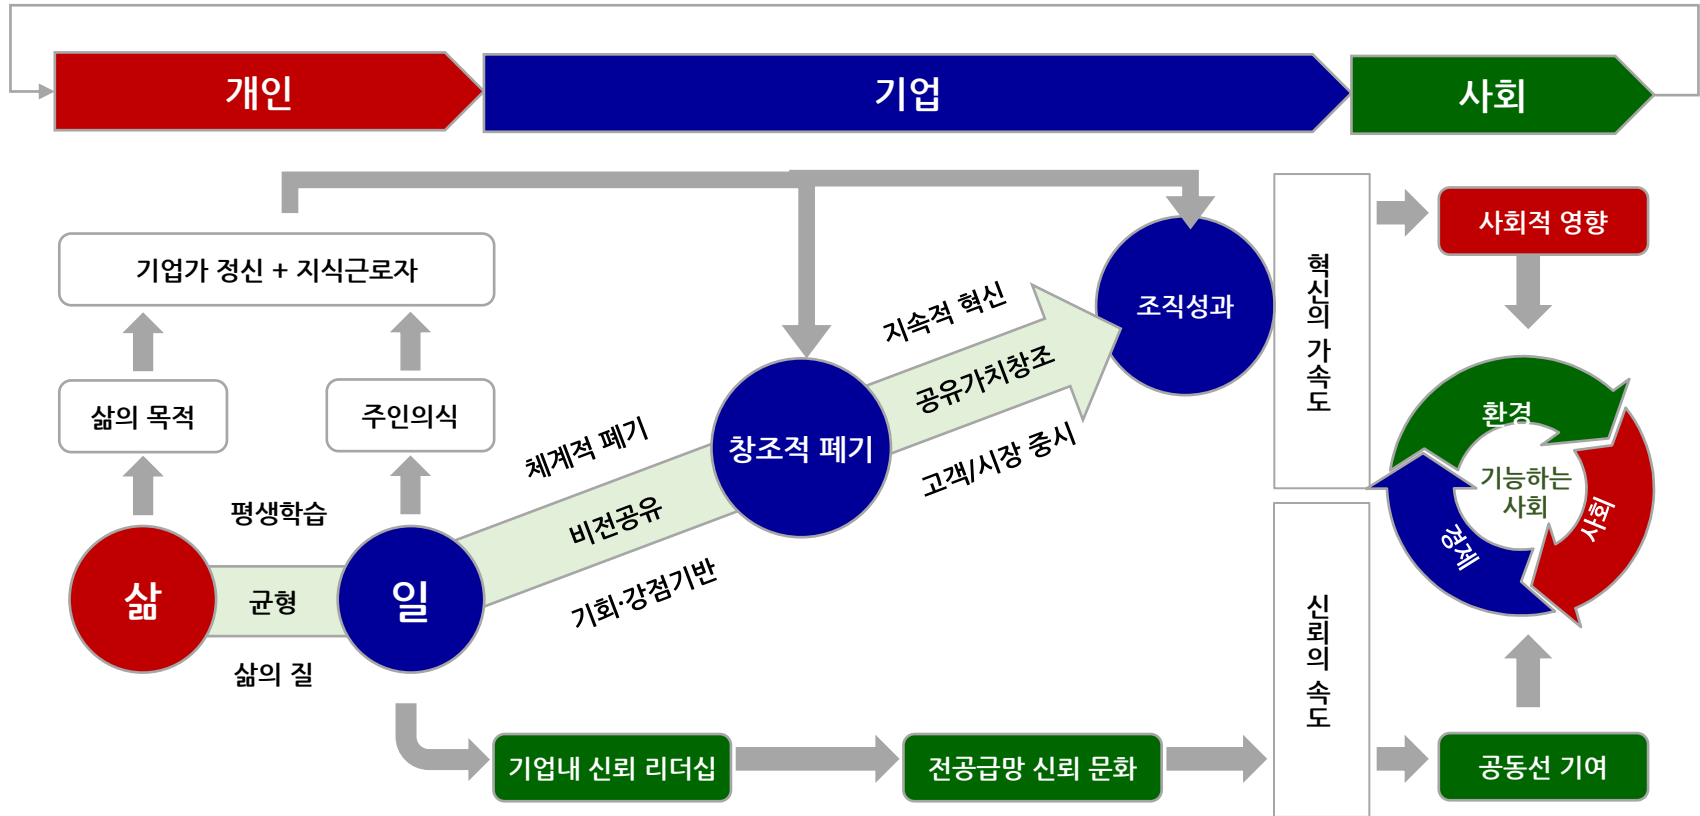 개인
기업
사회
기업가 정신 + 지식근로자
삶의 목적
주인의식
평생학습
삶
균형
일
삶의 질
체계적 폐기
비전공유
기회·강점기반
창조적 폐기
지속적 혁신
공유가치창조
고객/시장 중시
조직성과
혁신의 가속도
신뢰의 속도
기업내 신뢰 리더십
전공급망 신뢰 문화
사회적 영향
환경
사회
경제
기능하는
사회
공동선 기여